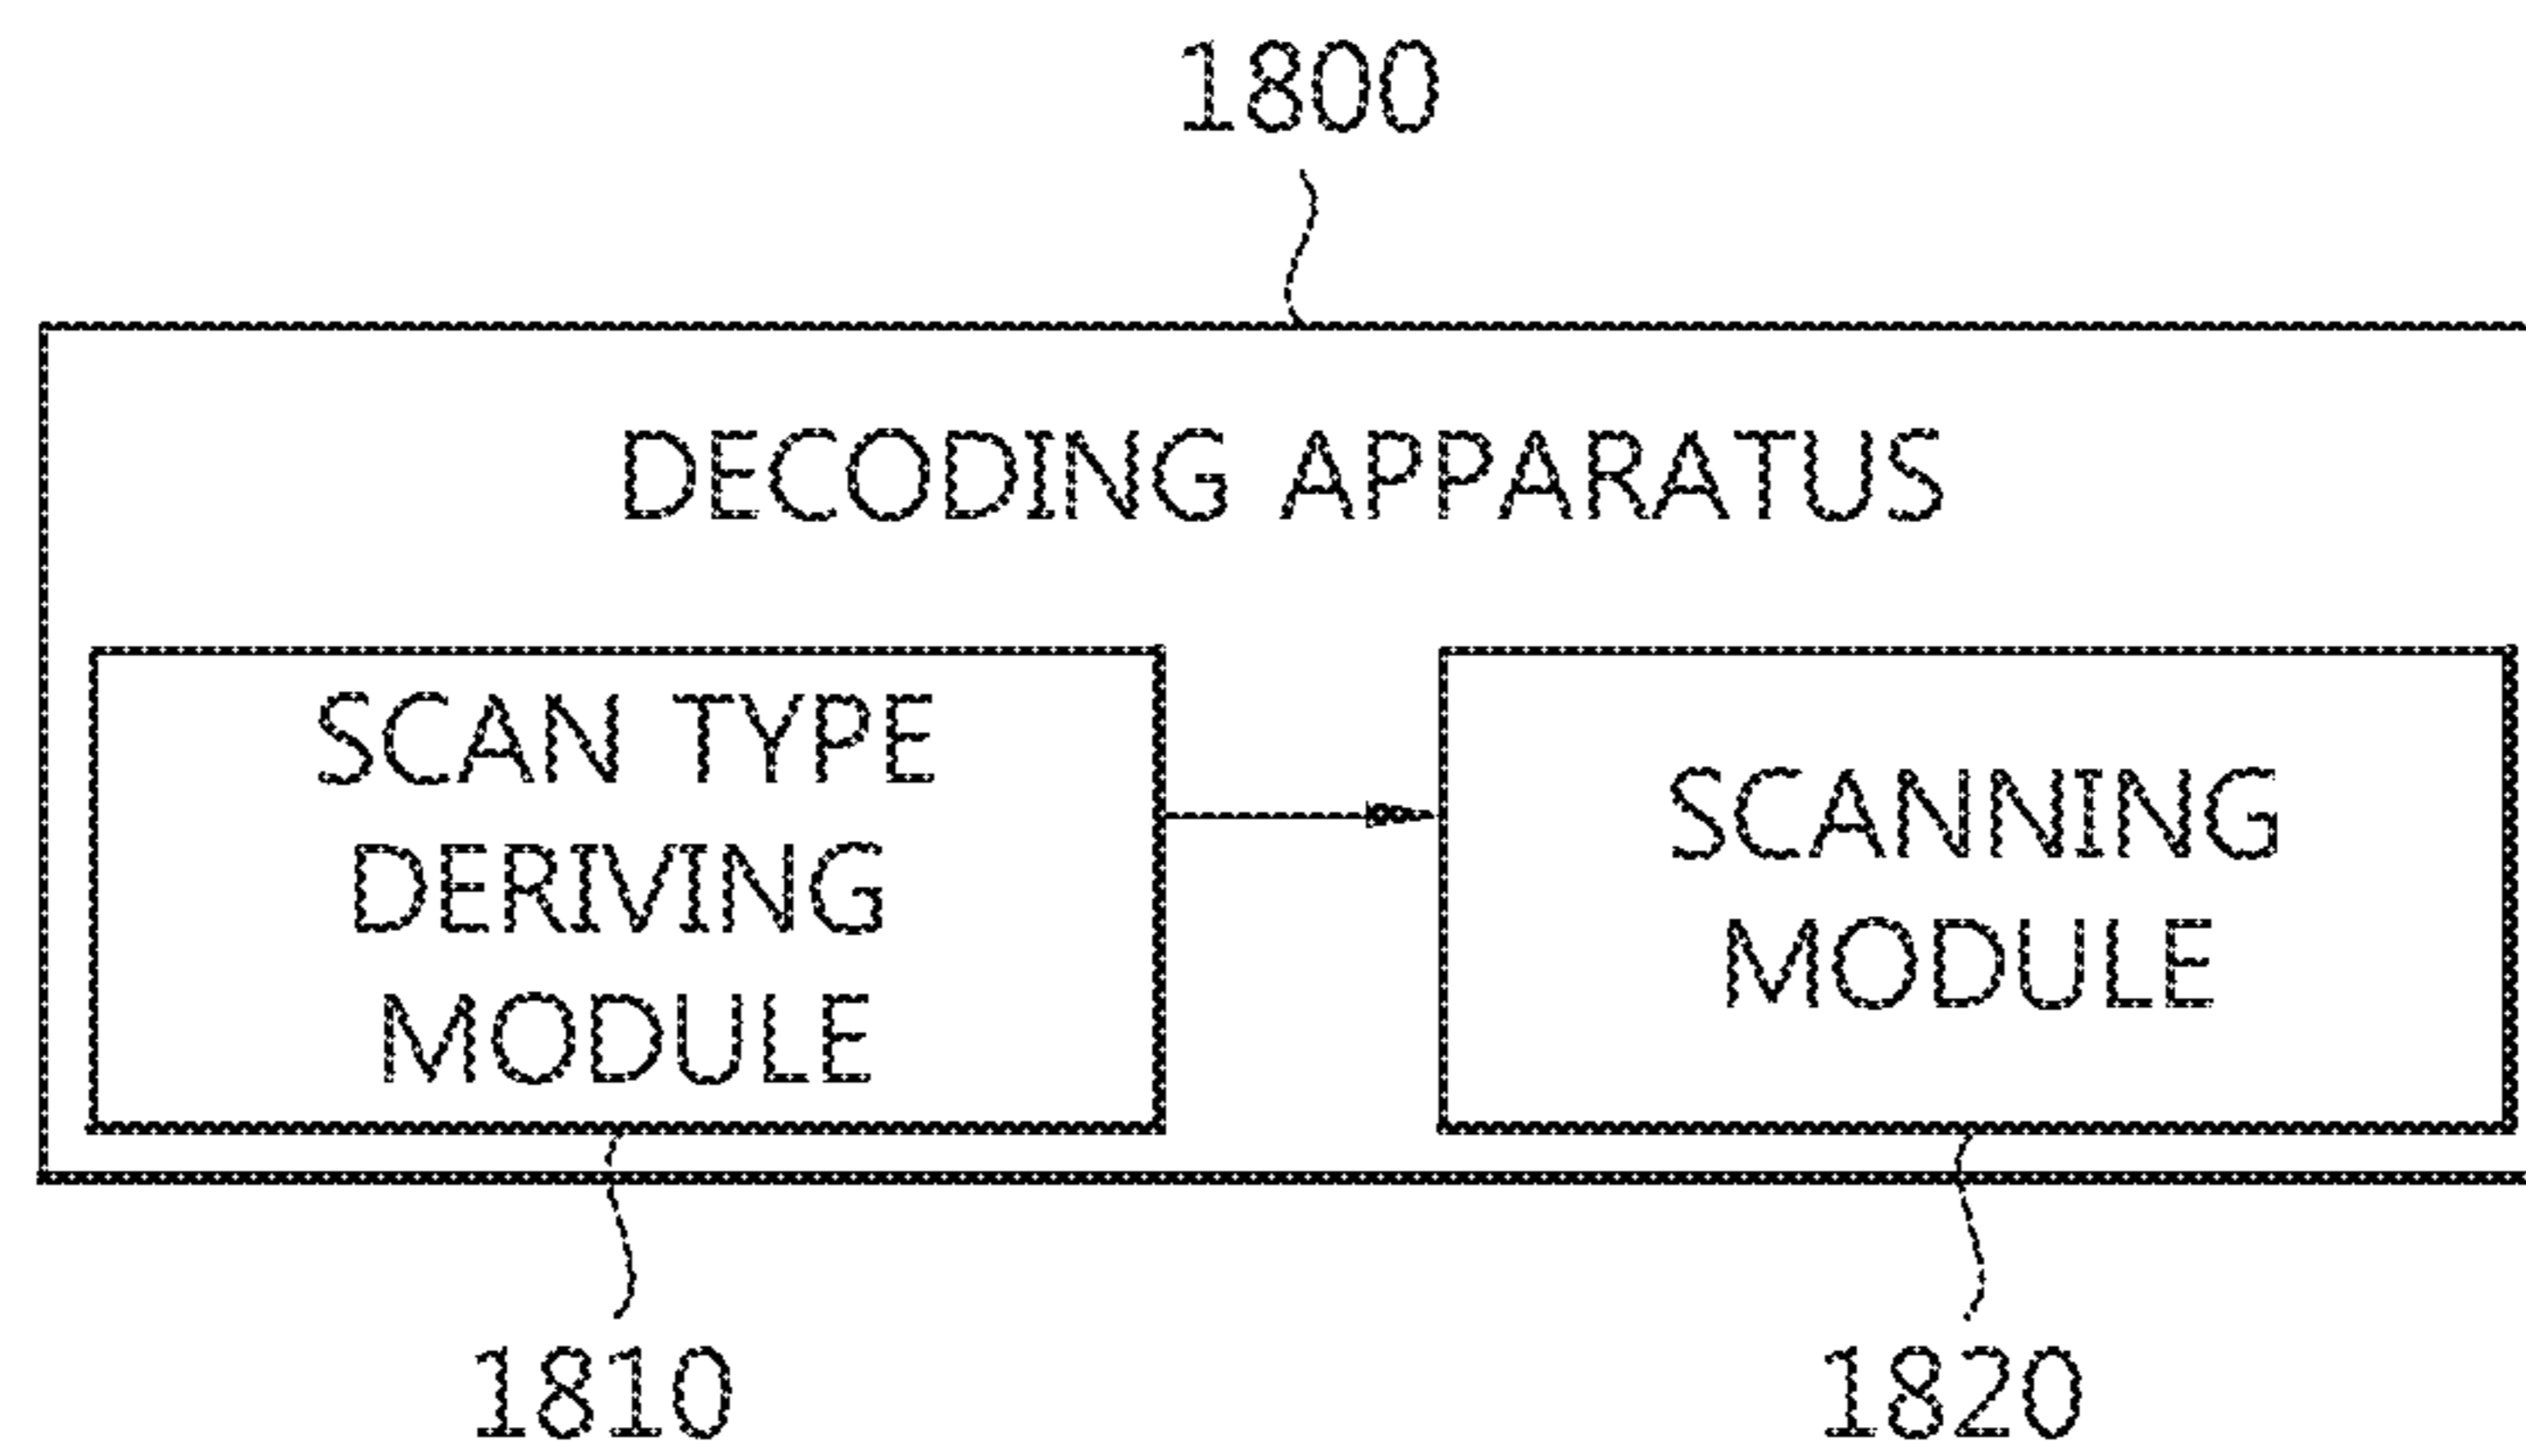 1800
DECODING APPARATUS
SCAN TYPE
DERIVING
MODULE
SCANNING
MODULE
1810
1820